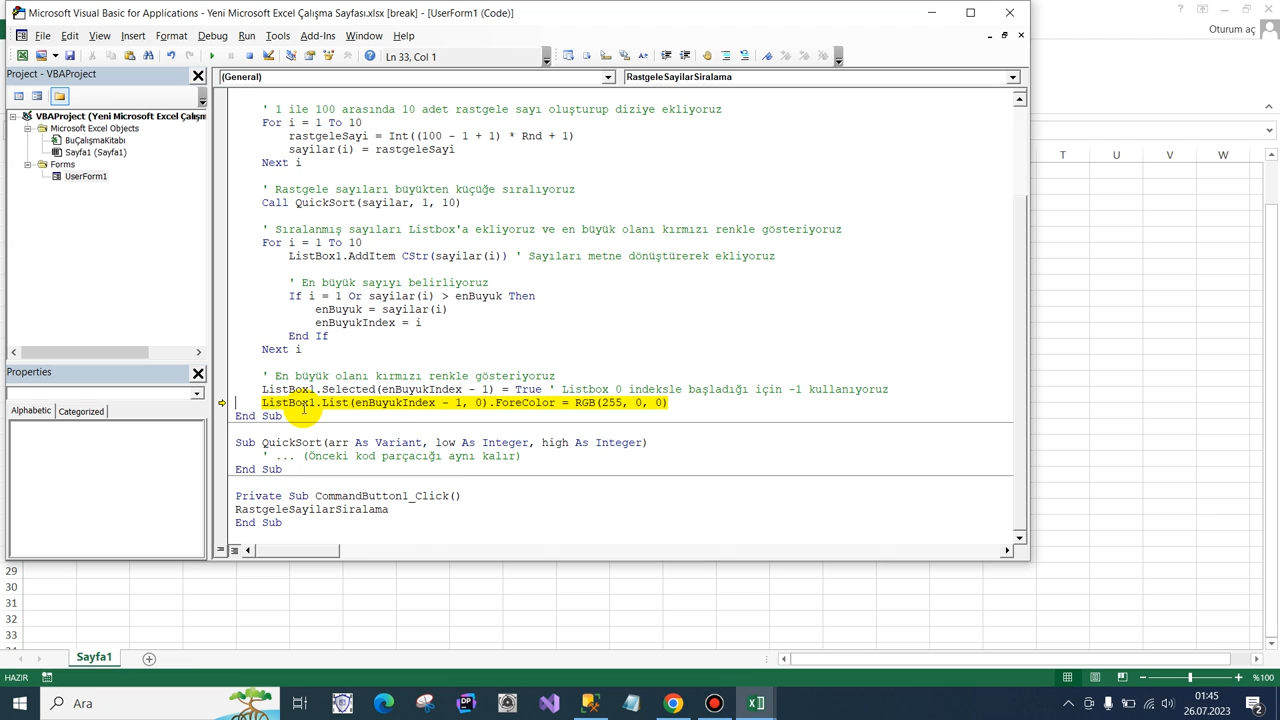 Microsoft Visual Basic for Applications - Yeni Microsoft Excel Çalışma Sayfası.xlsx [break] - [UserForm1 (Code)]
Oturum aç
File Edit View Insert Format Debug Run Tools Add-Ins Window Help
Ln 33, Col 1
Project - VBAProject
(General)
RastgeleSayilarSiralama
VBAProject (Yeni Microsoft Excel Çalışm
Microsoft Excel Objects
BuÇalışmaKitabı
Sayfa1 (Sayfa1)
Forms
UserForm1
' 1 ile 100 arasında 10 adet rastgele sayı oluşturup diziye ekliyoruz
For i = 1 To 10
rastgeleSayi = Int((100 - 1 + 1) * Rnd + 1)
sayilar(i) = rastgeleSayi
Next i
' Rastgele sayıları büyükten küçüğe sıralıyoruz
Call QuickSort(sayilar, 1, 10)
' Sıralanmış sayıları Listbox'a ekliyoruz ve en büyük olanı kırmızı renkle gösteriyoruz
For i = 1 To 10
ListBox1.AddItem CStr(sayilar(i)) ' Sayıları metne dönüştürerek ekliyoruz
' En büyük sayıyı belirliyoruz
If i = 1 Or sayilar(i) > enBuyuk Then
enBuyuk = sayilar(i)
enBuyukIndex = i
End If
Next i
' En büyük olanı kırmızı renkle gösteriyoruz
ListBox1.Selected(enBuyukIndex - 1) = True ' Listbox 0 indeksle başladığı için -1 kullanıyoruz
ListBox1.List(enBuyukIndex - 1, 0).ForeColor = RGB(255, 0, 0)
End Sub
Sub QuickSort(arr As Variant, low As Integer, high As Integer)
' ... (Önceki kod parçacığı aynı kalır)
End Sub
Private Sub CommandButton1_Click()
RastgeleSayilarSiralama
End Sub
Properties
Alphabetic Categorized
T U V W
29
30
31
32
33
Sayfa1
HAZIR
%100
Ara
01:45
26.07.2023
2